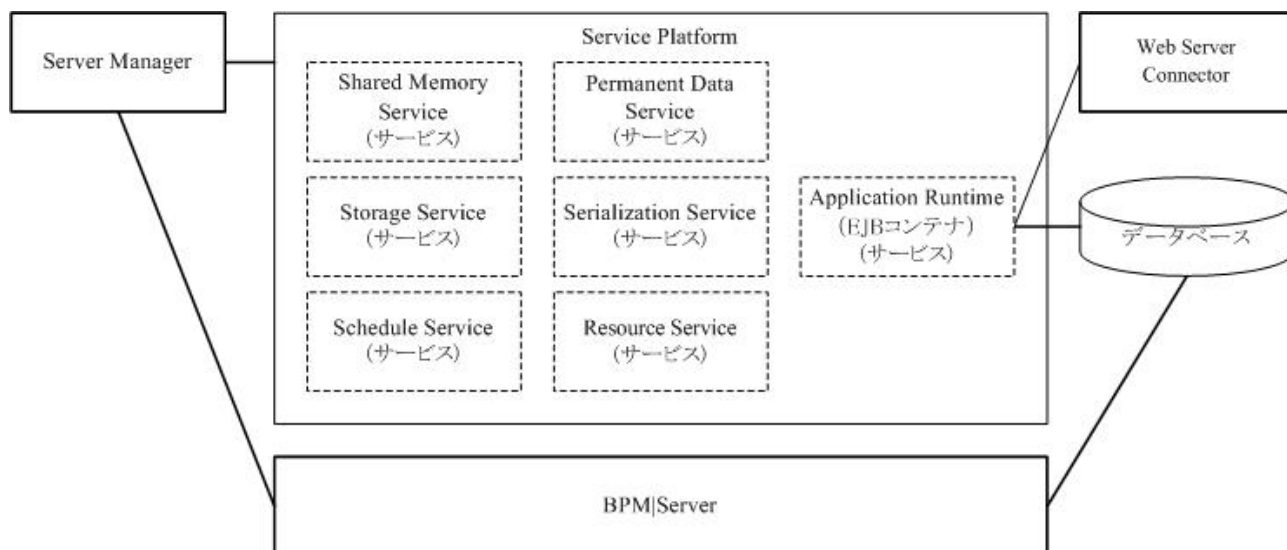 Server Manager
Service Platform
Web Server
Connector
Shared Memory
Service
(サービス)
Permanent Data
Service
(サービス)
Storage Service
(サービス)
Serialization Service
(サービス)
Application Runtime
(EJBコンテナ)
(サービス)
データベース
Schedule Service
(サービス)
Resource Service
(サービス)
BPM|Server